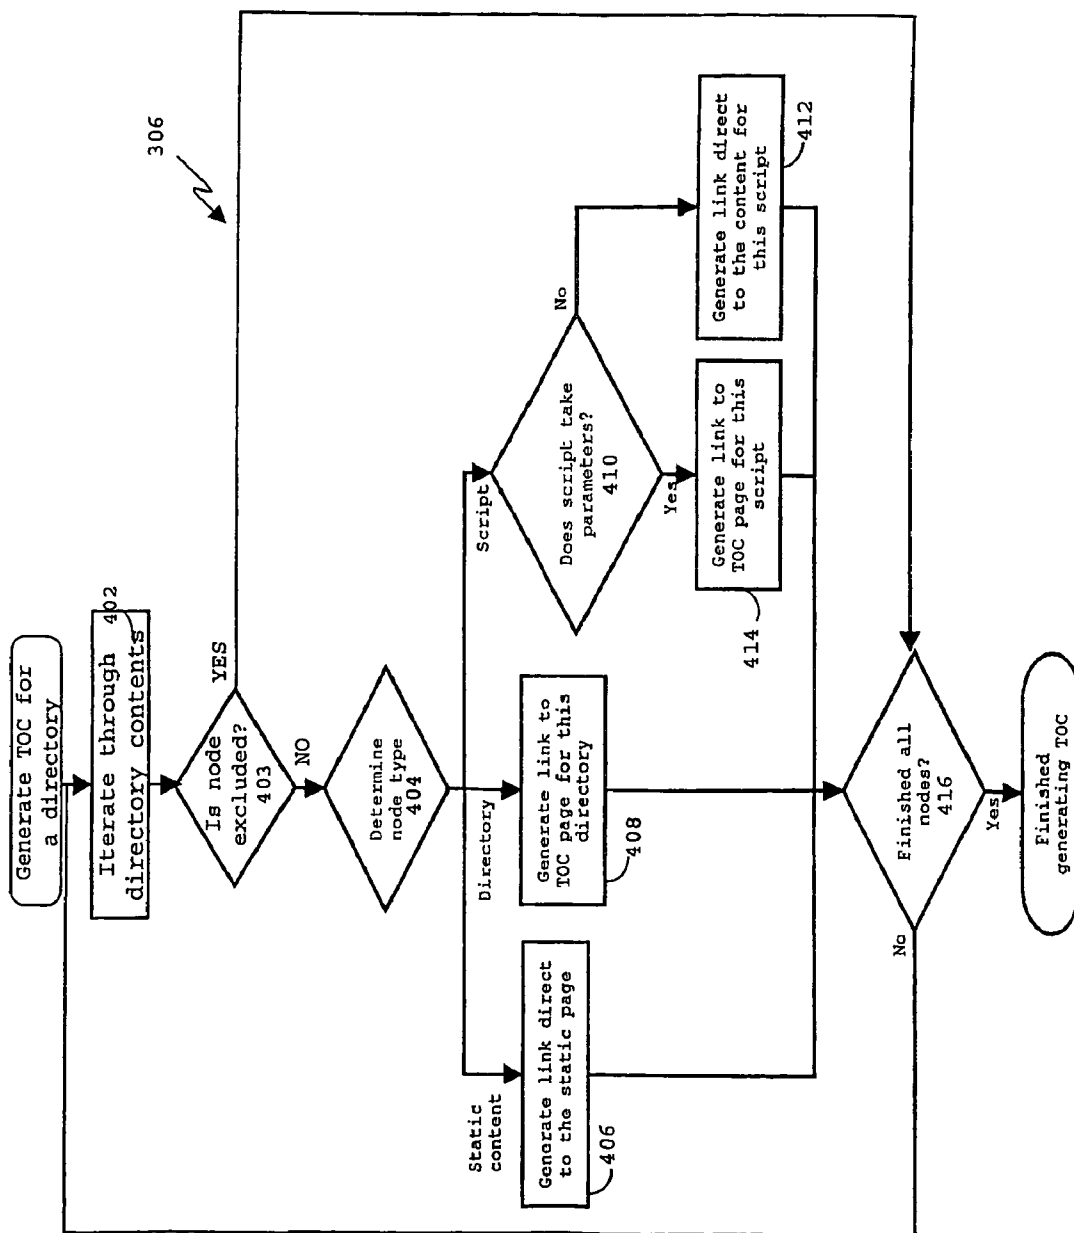 306
Generate TOC for
a directory
Iterate through
directory contents
402
Is node
excluded?
403
YES
NO
Determine
node type
404
Static
content
Directory
Script
Generate link direct
to the static page
406
Generate link to
TOC page for this
directory
408
Does script take
parameters?
410
No
Yes
Generate link to
TOC page for this
script
414
Generate link direct
to the content for
this script
412
Finished all
nodes?
416
No
Yes
Finished
generating TOC